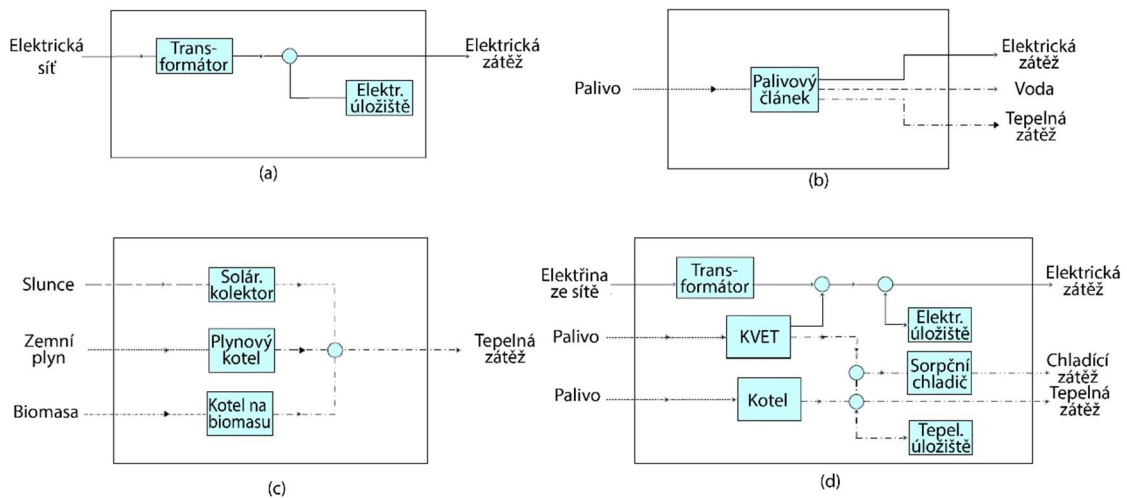 Elektrická
síť
Trans-
formátor
Elektr.
úložiště
Elektrická
zátěž
(a)
Palivo
Palivový
článek
Elektrická
zátěž
Voda
Tepelná
zátěž
(b)
Slunce
Solár.
kolektor
Zemní
plyn
Plynový
kotel
Biomasa
Kotel na
biomasu
Tepelná
zátěž
(c)
Elektřina
ze sítě
Trans-
formátor
Elektrická
zátěž
Elektr.
úložiště
Palivo
KVET
Sorpční
chladič
Chladící
zátěž
Palivo
Kotel
Tepelná
zátěž
Tepel.
úložiště
(d)